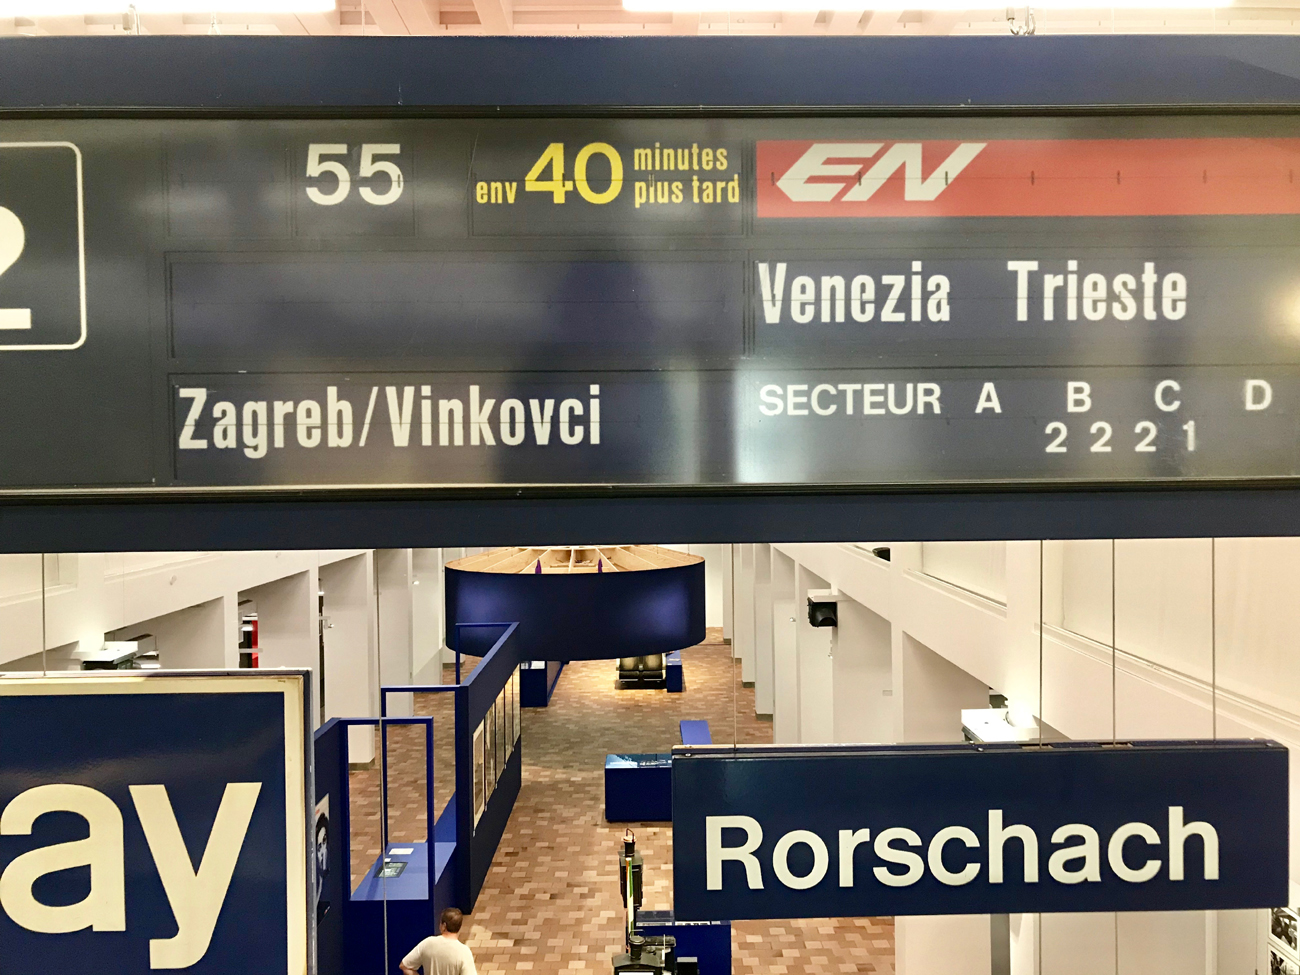 2
55 env 40 minutes plus tard EN
Venezia Trieste
Zagreb/Vinkovci
SECTEUR A B C D
2 2 2 1
ay
Rorschach